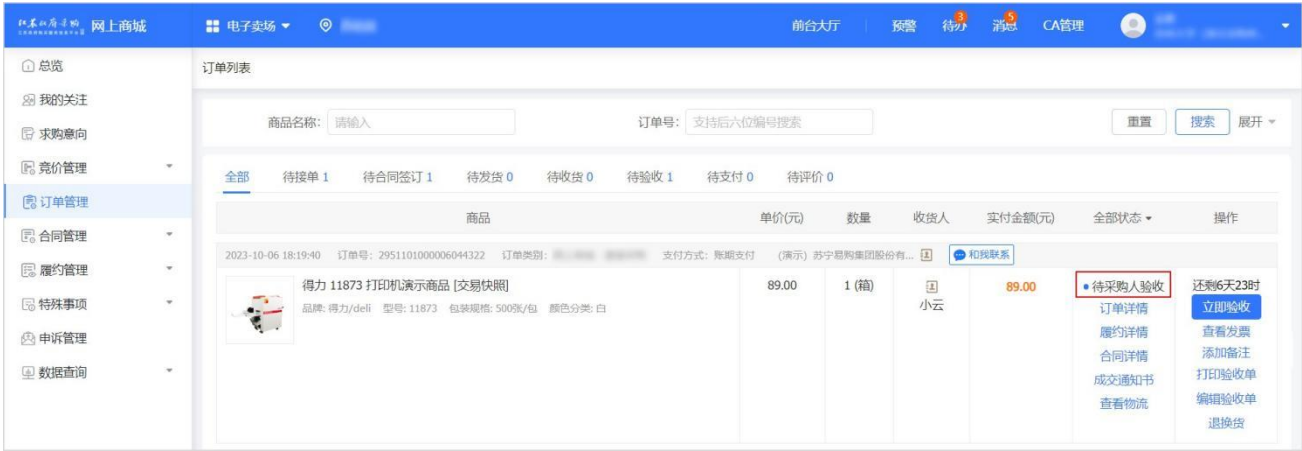 网上商城 电子卖场 前台大厅 预警 待办 3 消息 5 CA管理
总览
我的关注
求购意向
竞价管理
订单管理
合同管理
履约管理
特殊事项
申诉管理
数据查询
订单列表
商品名称: 请输入 订单号: 支持后六位编号搜索 重置 搜索 展开
全部 待接单 1 待合同签订 1 待发货 0 待收货 0 待验收 1 待支付 0 待评价 0
商品 单价(元) 数量 收货人 实付金额(元) 全部状态 操作
2023-10-06 18:19:40 订单号: 2951101000006044322 订单类别: 支付方式: 账期支付 (演示) 苏宁易购集团股份有... 和我联系
得力 11873 打印机演示商品 [交易快照] 89.00 1 (箱) 小云 89.00
品牌: 得力/deli 型号: 11873 包装规格: 500张/包 颜色分类: 白
待采购人验收
订单详情
履约详情
合同详情
成交通知书
查看物流
还剩6天23时
立即验收
查看发票
添加备注
打印验收单
编辑验收单
退换货